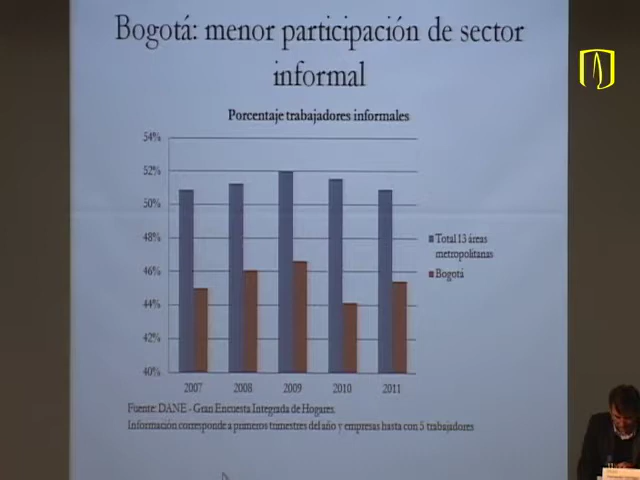 Bogotá: menor participación de sector
informal
Porcentaje trabajadores informales
54%
52%
50%
48%
46%
44%
42%
40%
2007 2008 2009 2010 2011
Total 13 áreas
metropolitanas
Bogotá
Fuente: DANE - Gran Encuesta Integrada de Hogares.
Información corresponde a primeros trimestres del año y empresas hasta con 5 trabajadores